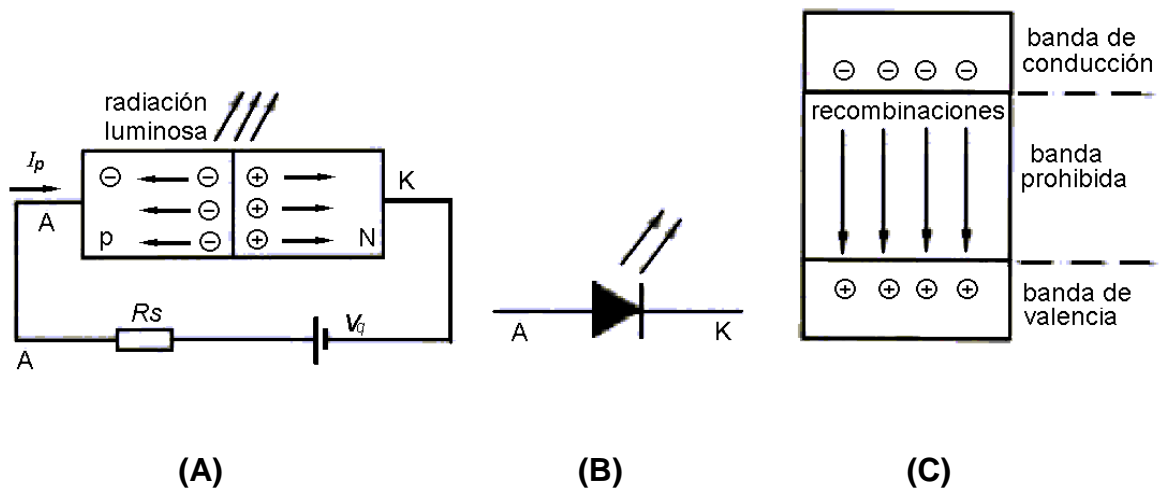 radiación
luminosa
Ip
A
p
N
K
A
Rs
Vq
A
K
banda de
conducción
recombinaciones
banda
prohibida
banda de
valencia
(A)
(B)
(C)